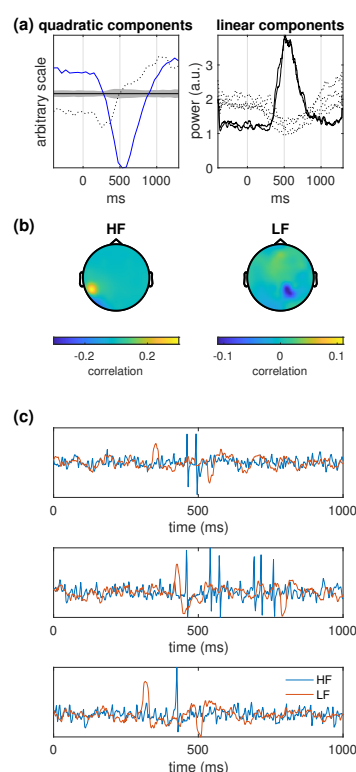 (a) quadratic components linear components
arbitrary scale
power (a.u.)
3
2
1
0
0 500 1000 0 500 1000
ms ms
(b)
HF LF
-0.2 0.2 -0.1 0 0.1
correlation correlation
(c)
0 500 1000
time (ms)
0 500 1000
time (ms)
HF
LF
0 500 1000
time (ms)